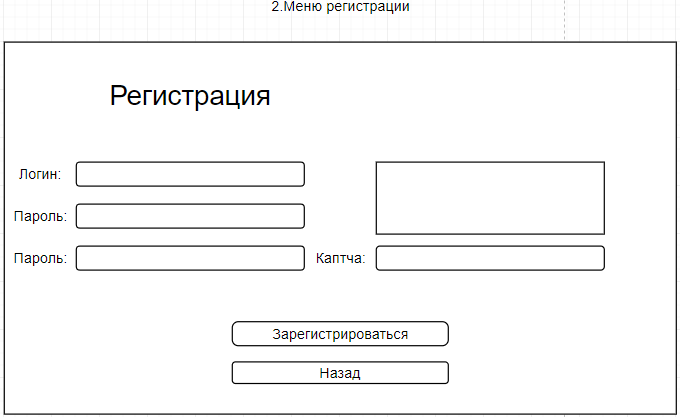 2.Меню регистрации
Регистрация
Логин:
Пароль:
Пароль:
Каптча:
Зарегистрироваться
Назад